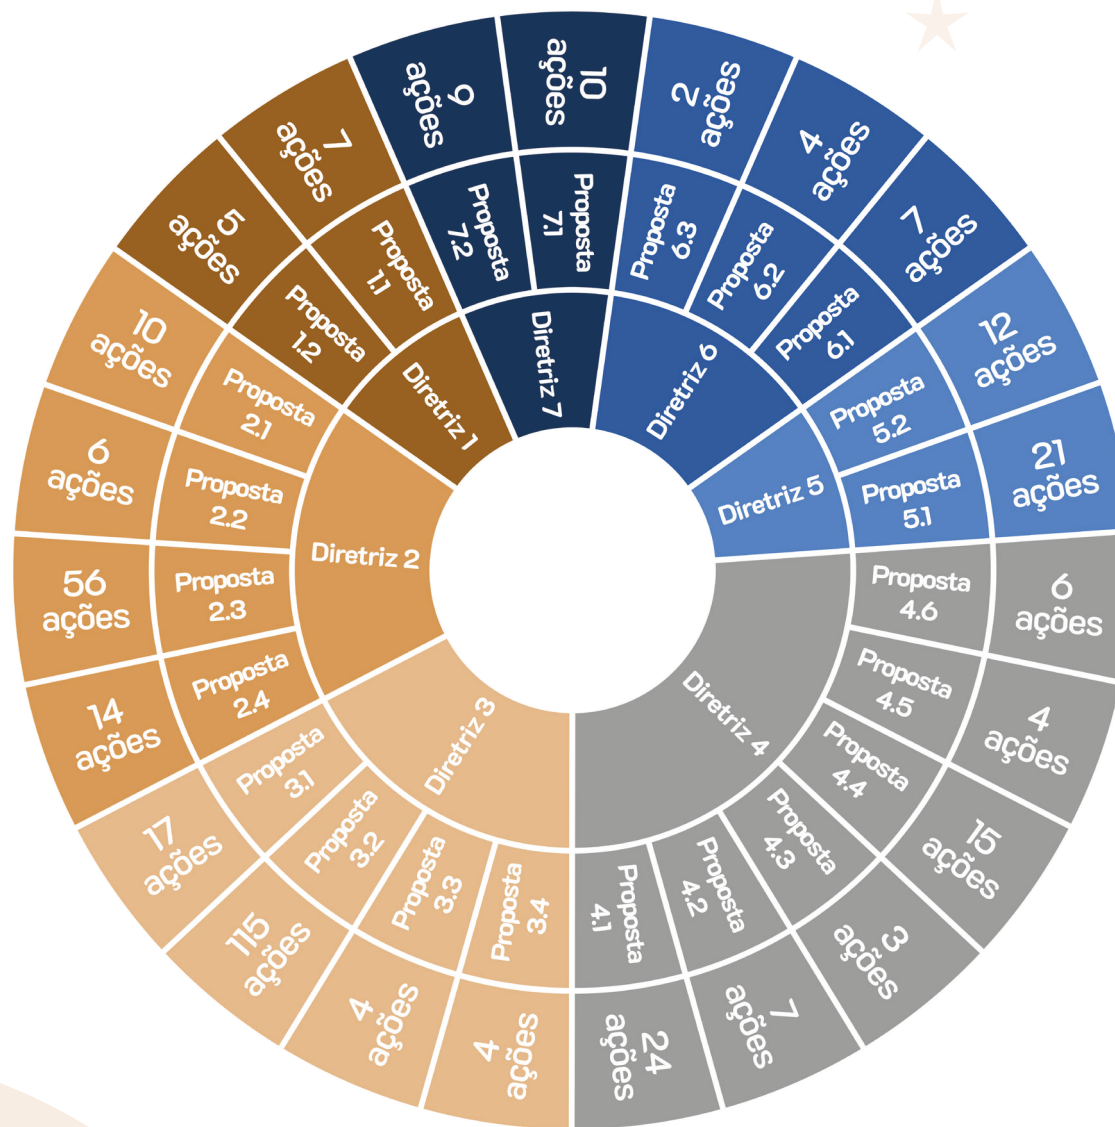 Diretriz 1
Proposta
1.1
7
ações
Proposta
1.2
5
ações
Diretriz 2
Proposta
2.1
10
ações
Proposta
2.2
6
ações
Proposta
2.3
56
ações
Proposta
2.4
14
ações
Diretriz 3
Proposta
3.1
17
ações
Proposta
3.2
115
ações
Proposta
3.3
4
ações
Proposta
3.4
4
ações
Diretriz 4
Proposta
4.1
24
ações
Proposta
4.2
7
ações
Proposta
4.3
3
ações
Proposta
4.4
15
ações
Proposta
4.5
4
ações
Proposta
4.6
6
ações
Diretriz 5
Proposta
5.1
21
ações
Proposta
5.2
12
ações
Diretriz 6
Proposta
6.1
7
ações
Proposta
6.2
4
ações
Proposta
6.3
2
ações
Diretriz 7
Proposta
7.1
10
ações
Proposta
7.2
9
ações